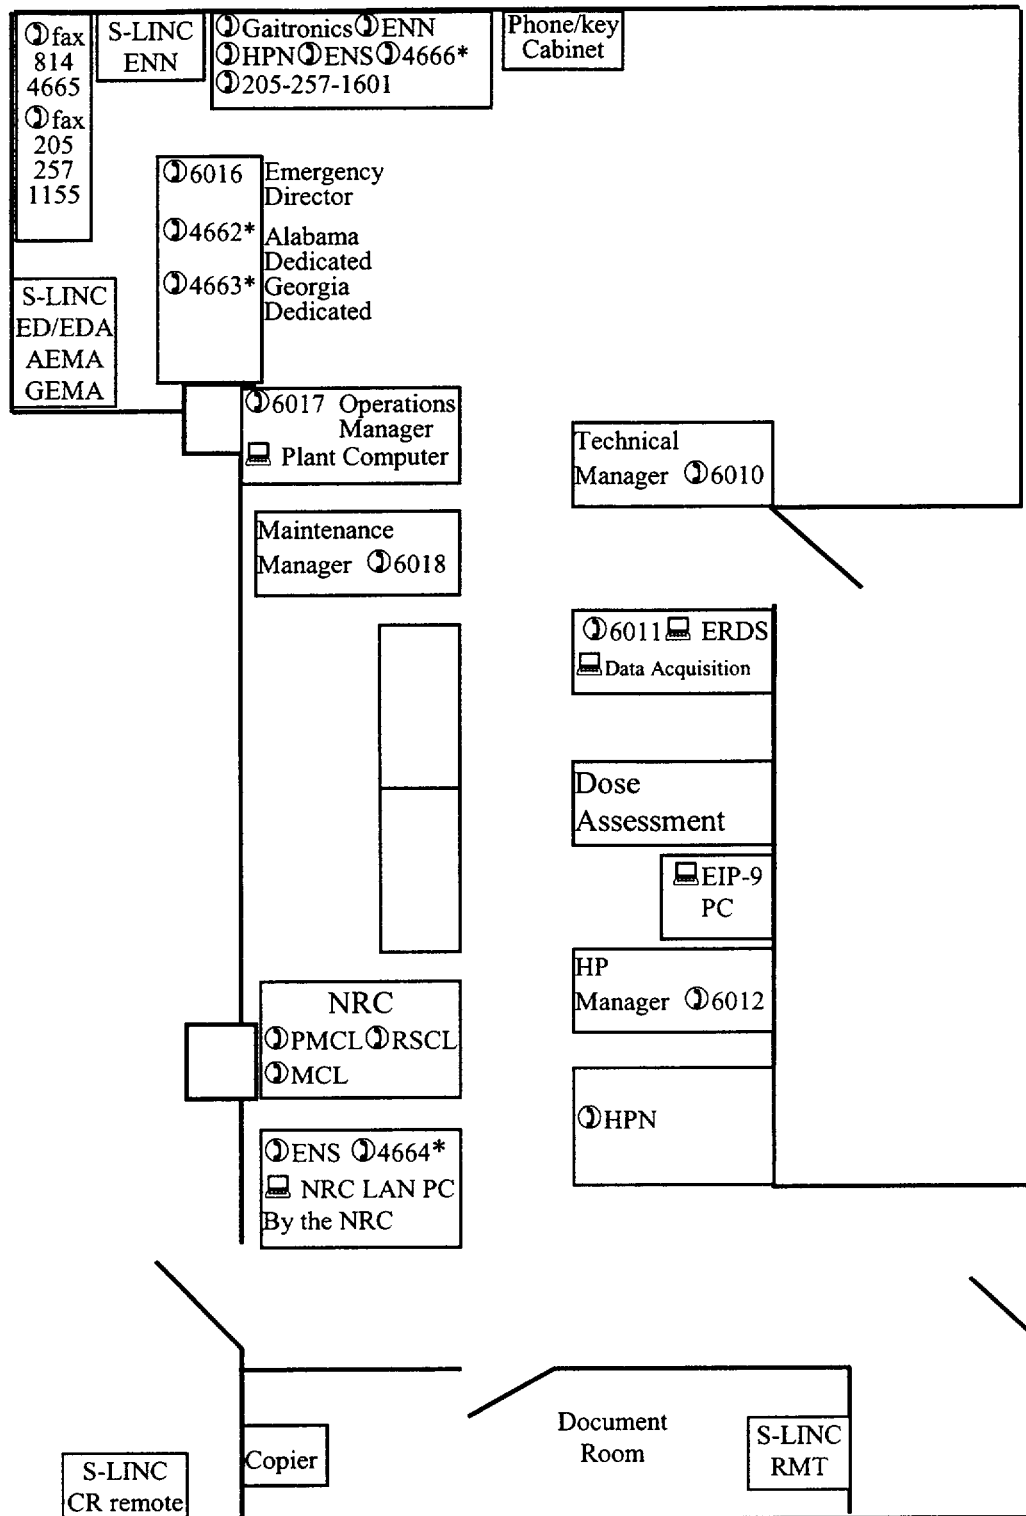 fax
814
4665
fax
205
257
1155
S-LINC
ENN
Gaitronics ENN
HPN ENS 4666*
205-257-1601
Phone/key
Cabinet
6016 Emergency
Director
4662* Alabama
Dedicated
4663* Georgia
Dedicated
S-LINC
ED/EDA
AEMA
GEMA
6017 Operations
Manager
Plant Computer
Technical
Manager 6010
Maintenance
Manager 6018
6011 ERDS
Data Acquisition
Dose
Assessment
EIP-9
PC
HP
Manager 6012
NRC
PMCL RSCL
MCL
HPN
ENS 4664*
NRC LAN PC
By the NRC
Document
Room
S-LINC
RMT
Copier
S-LINC
CR remote